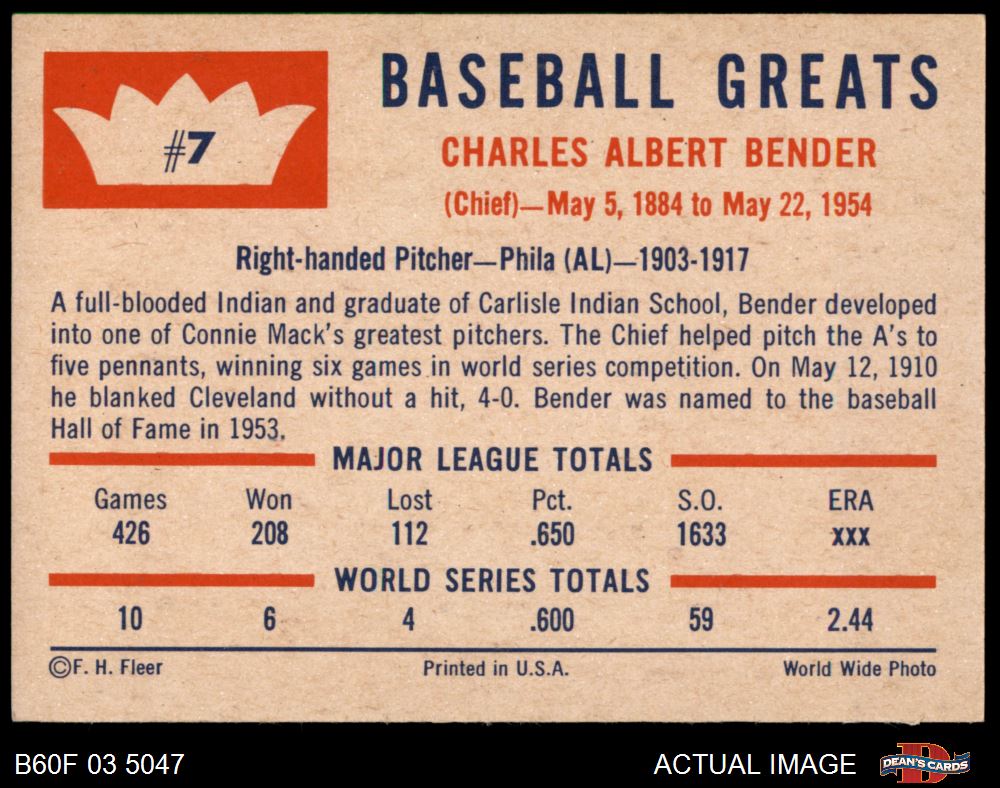 #7
BASEBALL GREATS
CHARLES ALBERT BENDER
(Chief)—May 5, 1884 to May 22, 1954
Right-handed Pitcher—Phila (AL)—1903-1917
A full-blooded Indian and graduate of Carlisle Indian School, Bender developed
into one of Connie Mack's greatest pitchers. The Chief helped pitch the A's to
five pennants, winning six games in world series competition. On May 12, 1910
he blanked Cleveland without a hit, 4-0. Bender was named to the baseball
Hall of Fame in 1953.
MAJOR LEAGUE TOTALS
Games Won Lost Pct. S.O. ERA
426 208 112 .650 1633 xxx
WORLD SERIES TOTALS
10 6 4 .600 59 2.44
©F. H. Fleer Printed in U.S.A. World Wide Photo
B60F 03 5047 ACTUAL IMAGE DEAN'S CARDS